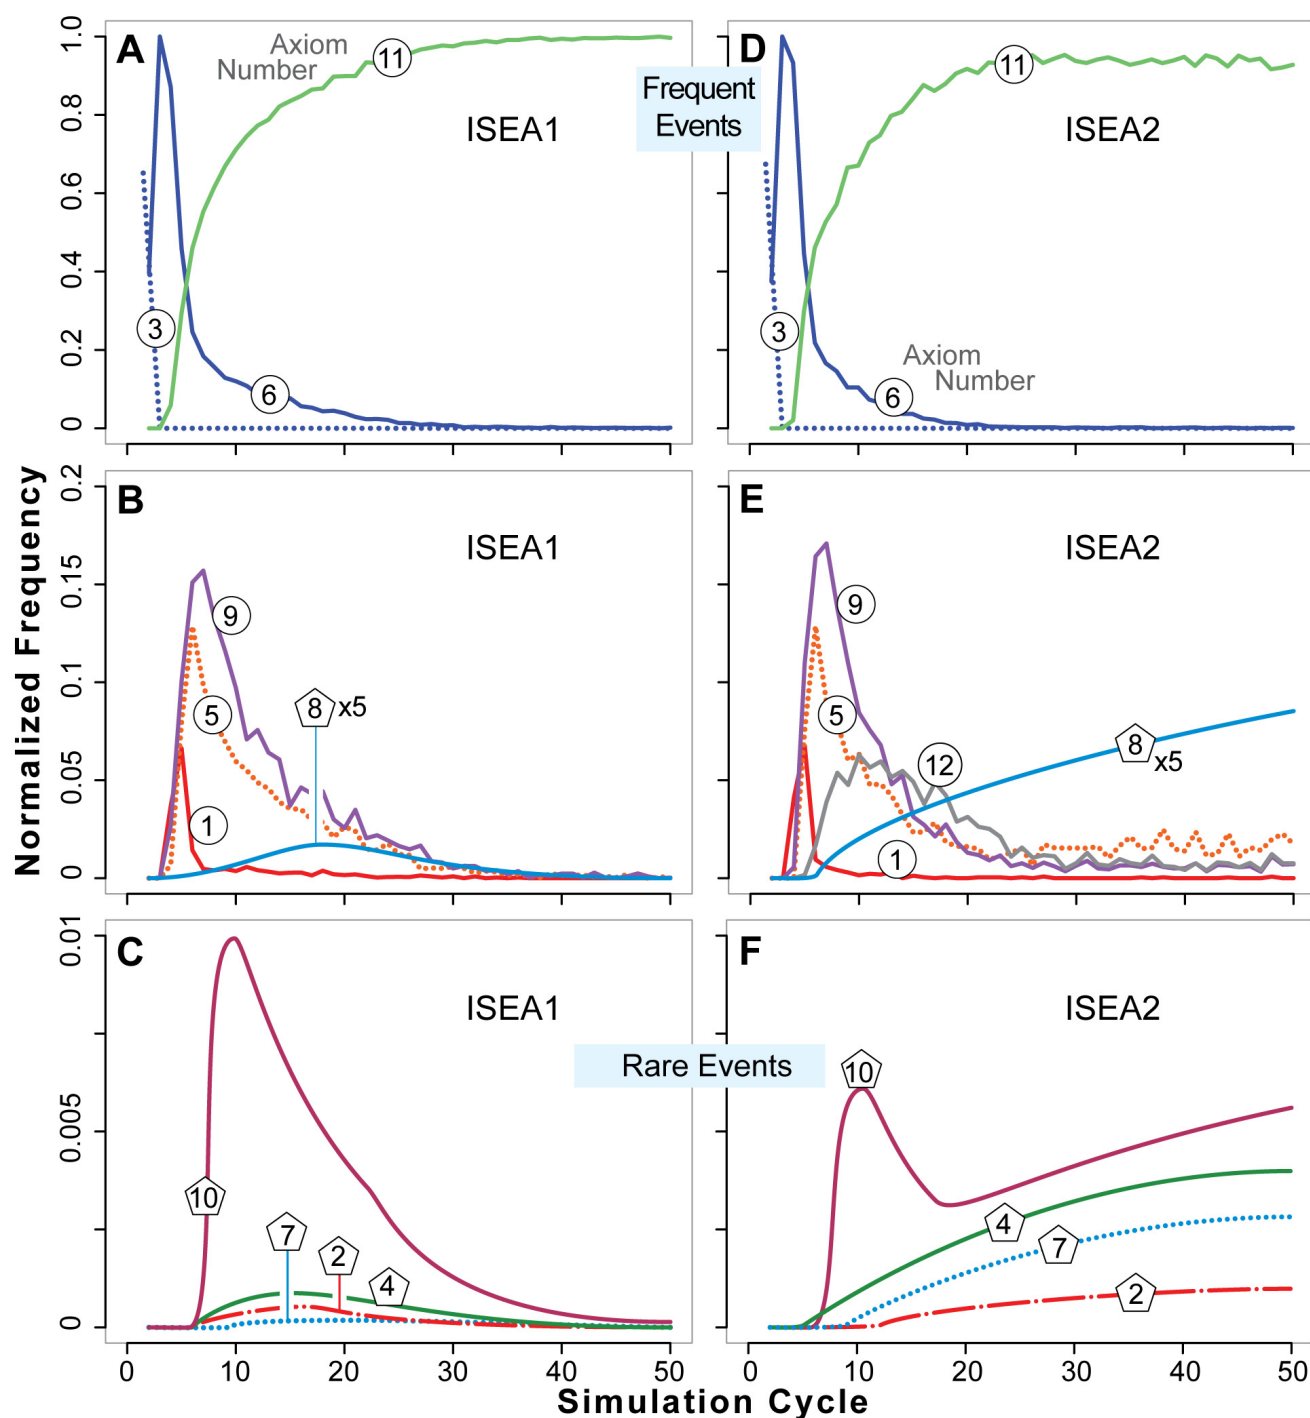 A
Axiom
Number
11
ISEA1
3
6
1.0
0.8
0.6
0.4
0.2
0
Frequent
Events
D
11
ISEA2
3
Axiom
Number
6
B
ISEA1
9
5
8 x5
1
0.2
0.15
0.1
0.05
0
E
ISEA2
9
5
12
8 x5
1
Normalized Frequency
C
ISEA1
10
7
2
4
0.01
0.005
0
0 10 20 30 40 50
Rare Events
F
ISEA2
10
4
7
2
0 10 20 30 40 50
Simulation Cycle